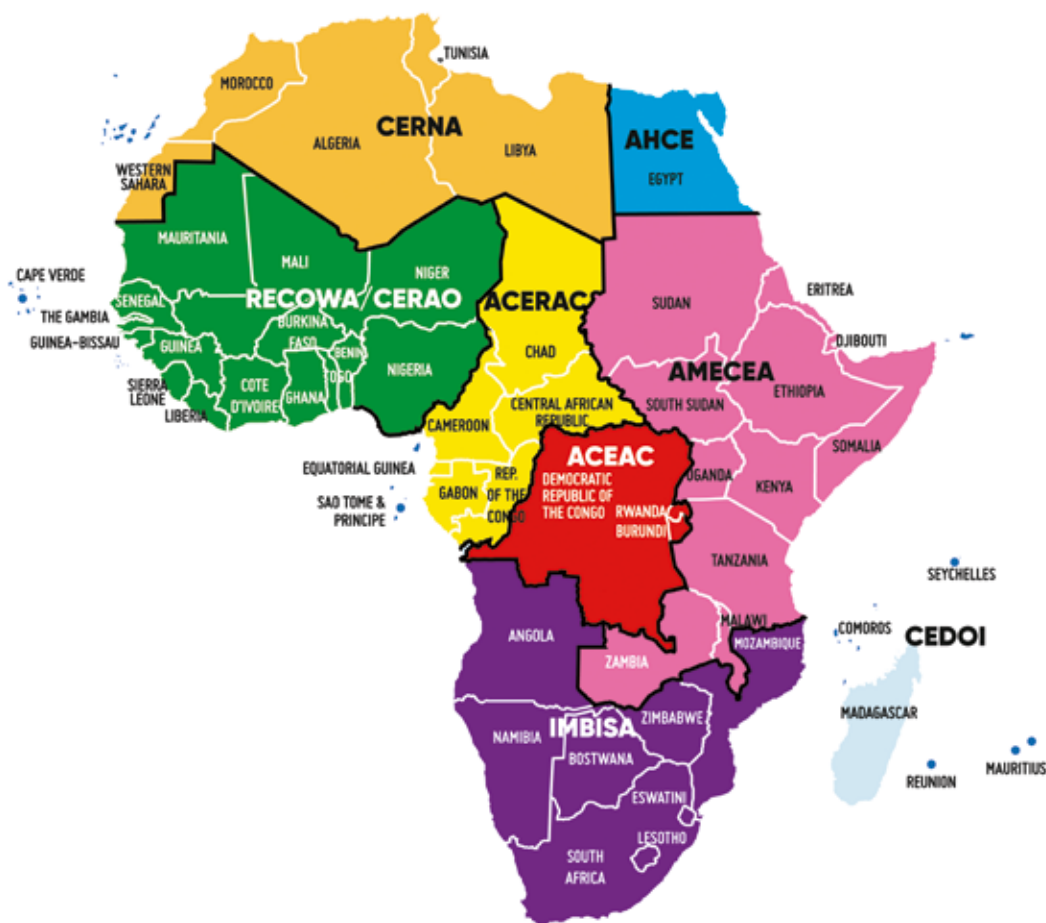 TUNISIA
MOROCCO
CERNA
ALGERIA
LIBYA
AHCE
EGYPT
WESTERN
SAHARA
MAURITANIA
MALI
NIGER
CAPE VERDE
RECOWA CERAO
SENEGAL
THE GAMBIA
BURKINA
FASO
GUINEA-BISSAU
GUINEA
BENIN
TOGO
SIERRA
LEONE
COTE
D'IVOIRE
GHANA
LIBERIA
NIGERIA
ACERAC
CHAD
CENTRAL AFRICAN
REPUBLIC
CAMEROON
EQUATORIAL GUINEA
GABON
REP.
OF THE
CONGO
SAO TOME &
PRINCIPE
SUDAN
ERITREA
DJIBOUTI
AMECEA
ETHIOPIA
SOUTH SUDAN
SOMALIA
UGANDA
KENYA
ACEAC
DEMOCRATIC
REPUBLIC OF
THE CONGO
RWANDA
BURUNDI
TANZANIA
SEYCHELLES
MALAWI
COMOROS
CEDOI
MOZAMBIQUE
ANGOLA
ZAMBIA
MADAGASCAR
IMBISA
ZIMBABWE
NAMIBIA
BOSTWANA
REUNION
MAURITIUS
ESWATINI
LESOTHO
SOUTH
AFRICA